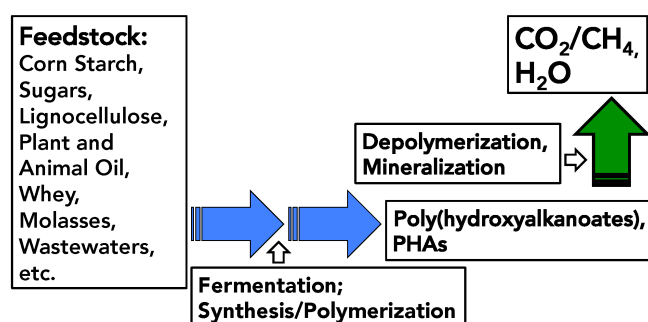 Feedstock:
Corn Starch,
Sugars,
Lignocellulose,
Plant and
Animal Oil,
Whey,
Molasses,
Wastewaters,
etc.
Fermentation;
Synthesis/Polymerization
Poly(hydroxyalkanoates),
PHAs
Depolymerization,
Mineralization
CO₂/CH₄,
H₂O